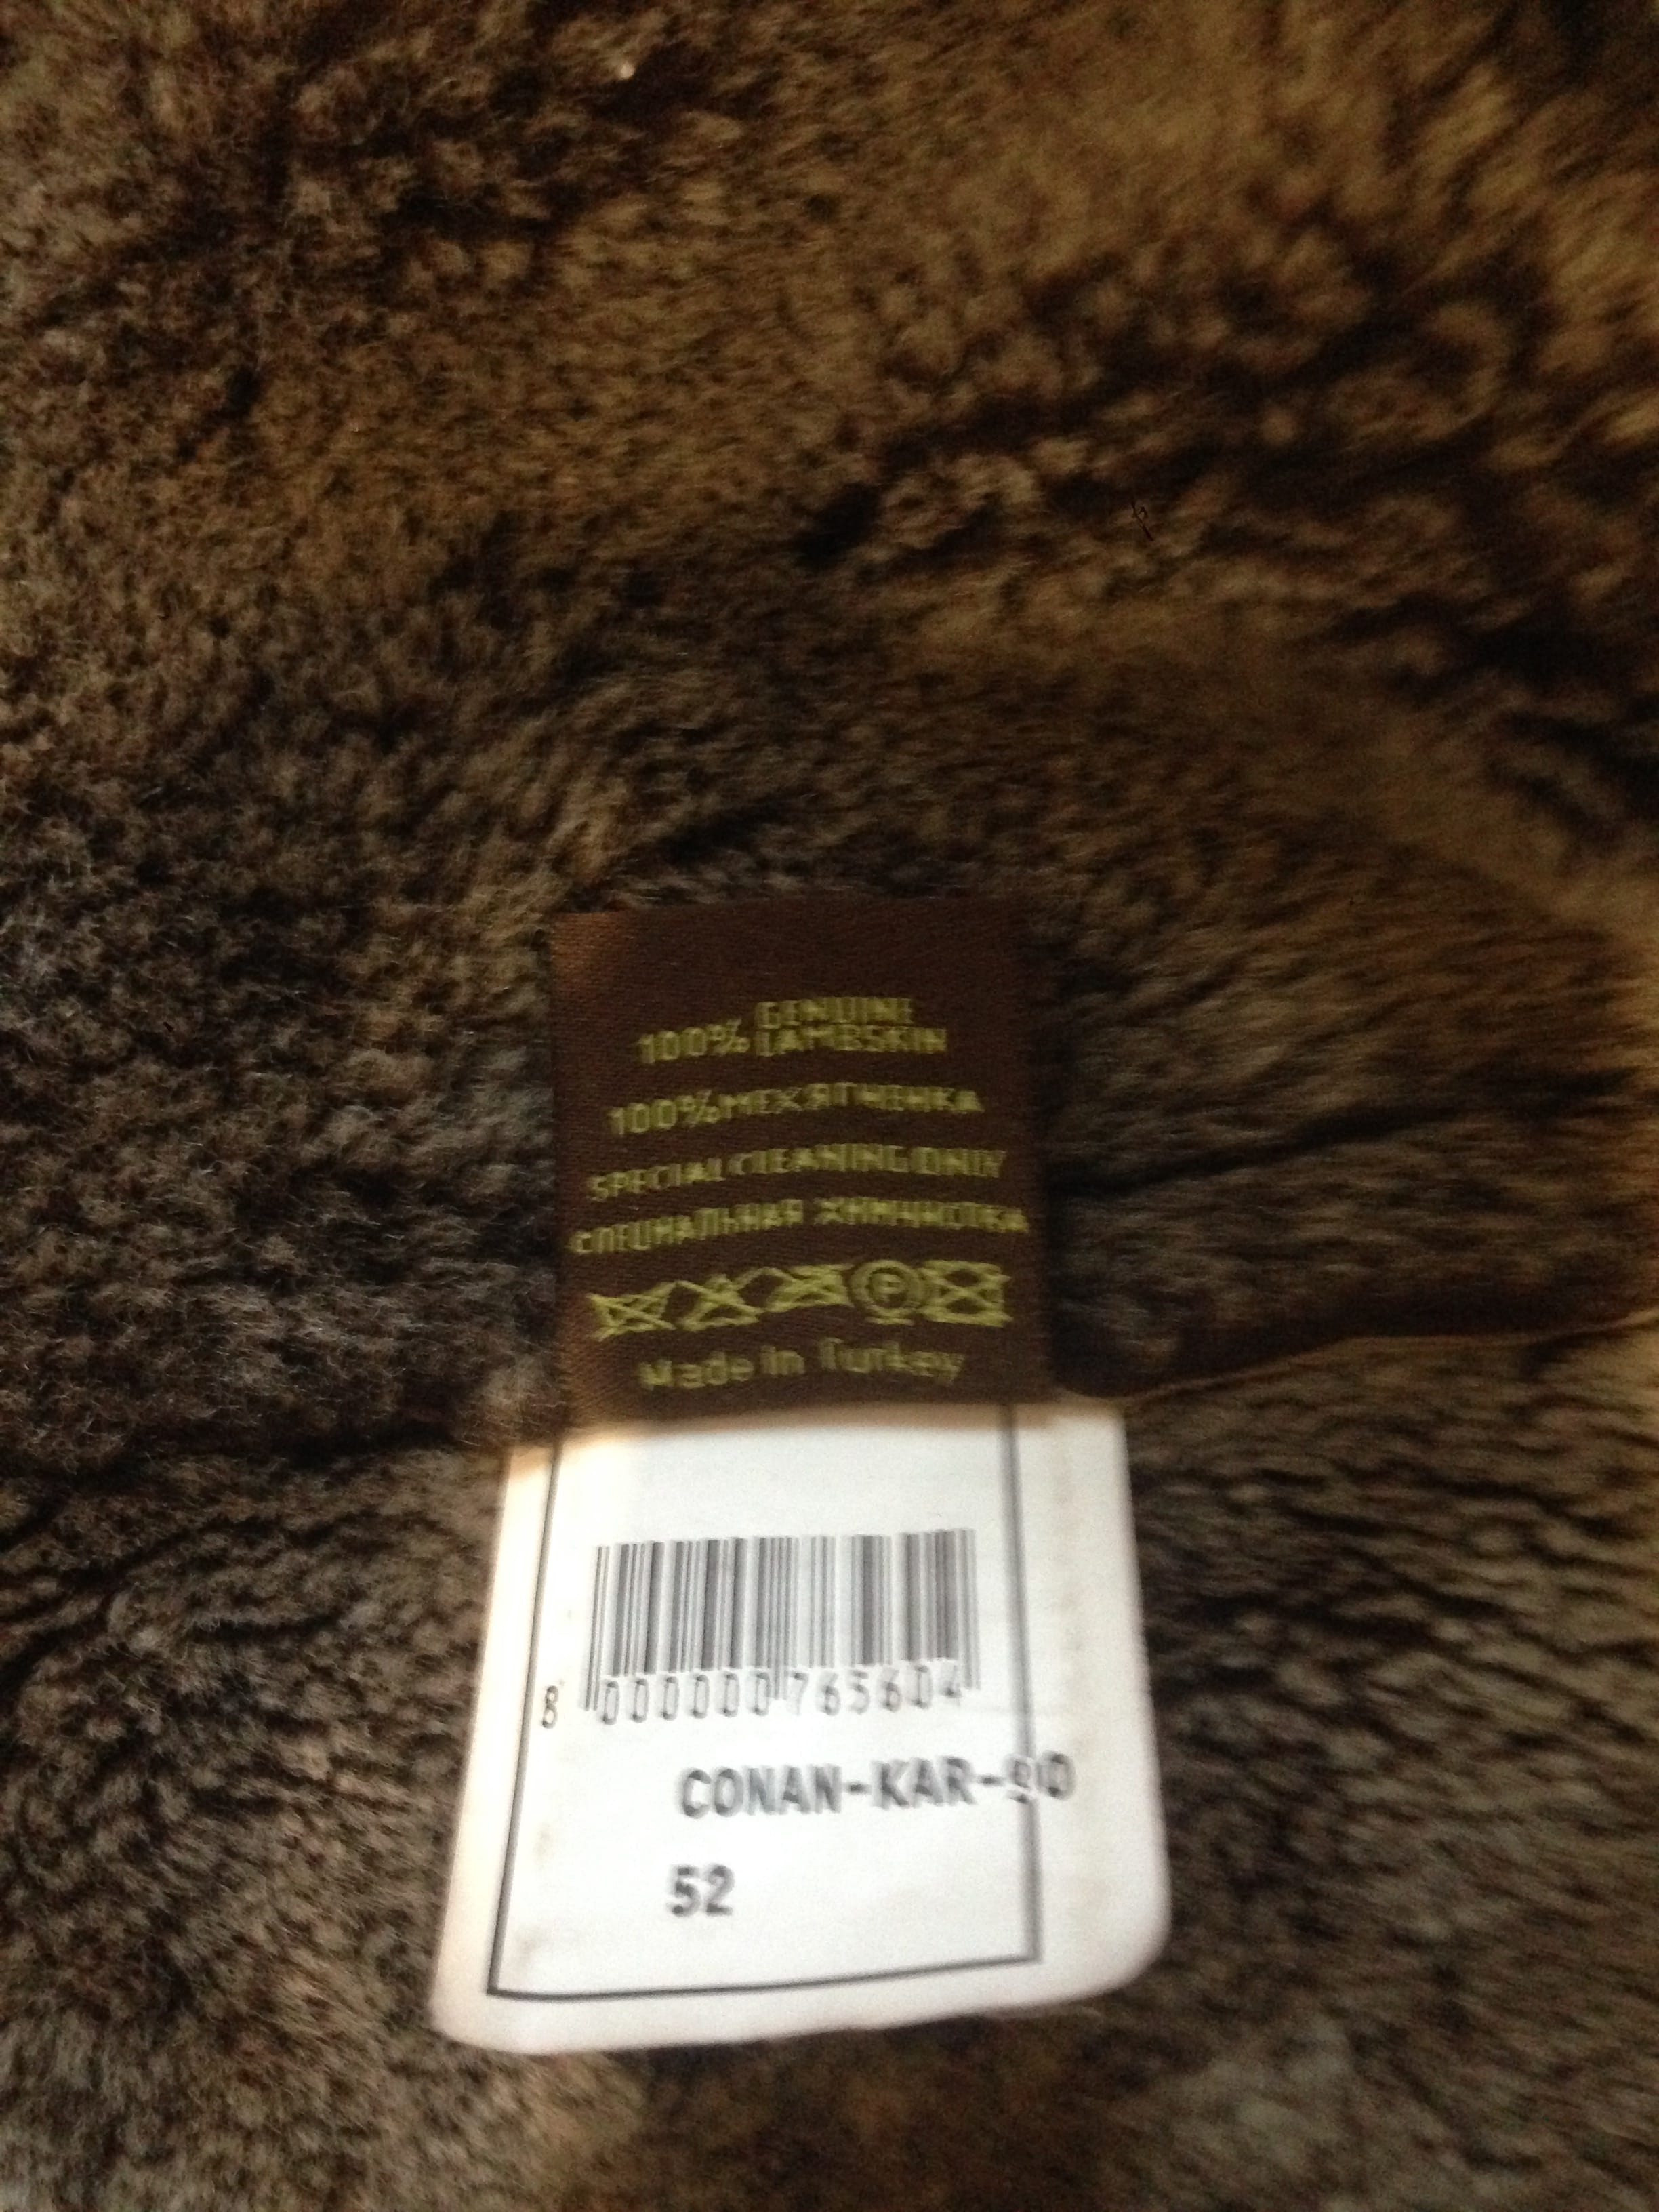 100% GENUINE LAMBSKIN
100% МЕХ ЯГНЕНКА
SPECIAL CLEANING ONLY
СПЕЦИАЛЬНАЯ ХИМЧИСТКА
P
Made in Turkey
8 000000 765604
CONAN-KAR-
52